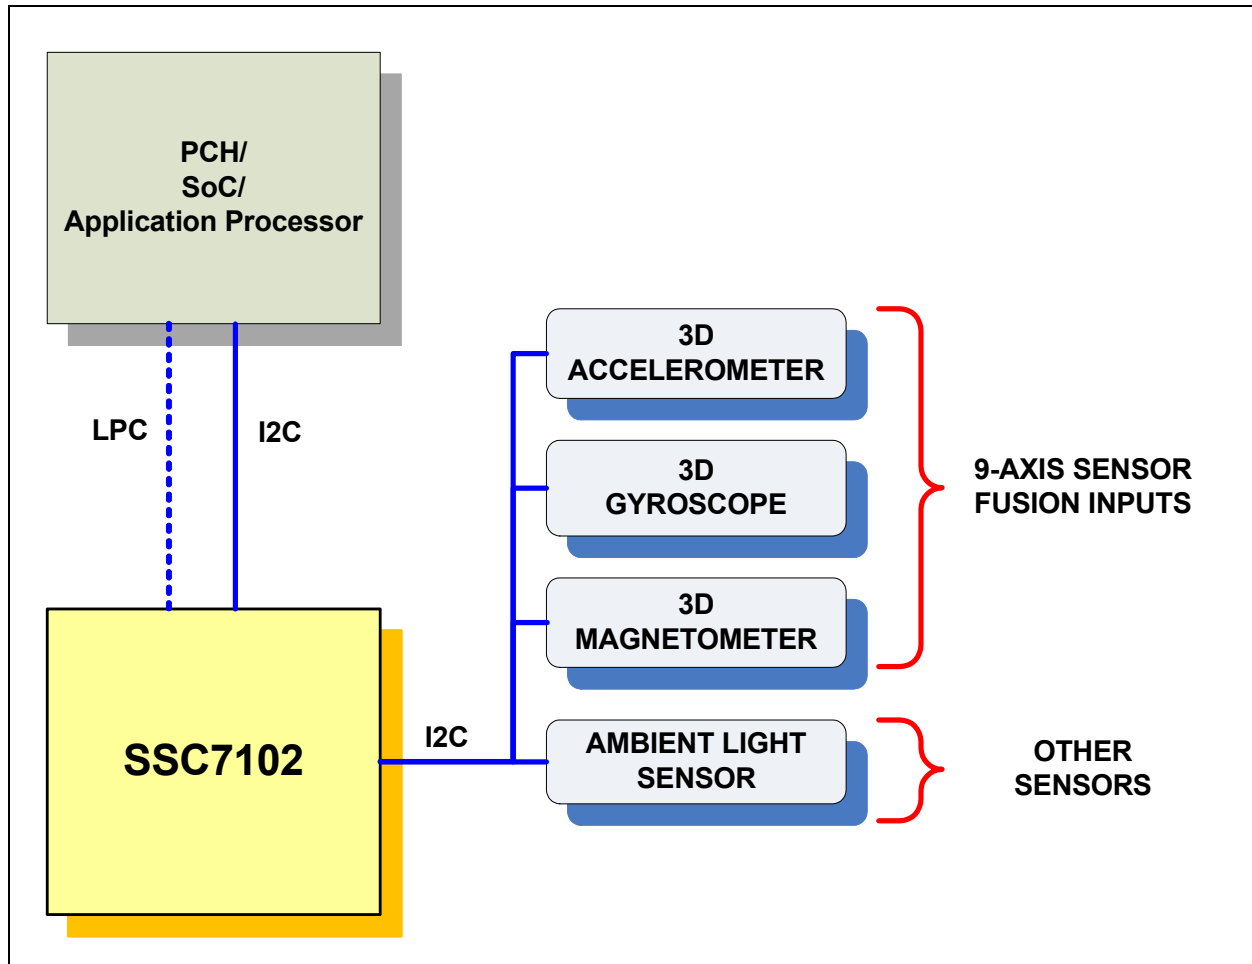 PCH/
SoC/
Application Processor
LPC
I2C
3D
ACCELEROMETER
3D
GYROSCOPE
3D
MAGNETOMETER
9-AXIS SENSOR
FUSION INPUTS
SSC7102
I2C
AMBIENT LIGHT
SENSOR
OTHER
SENSORS